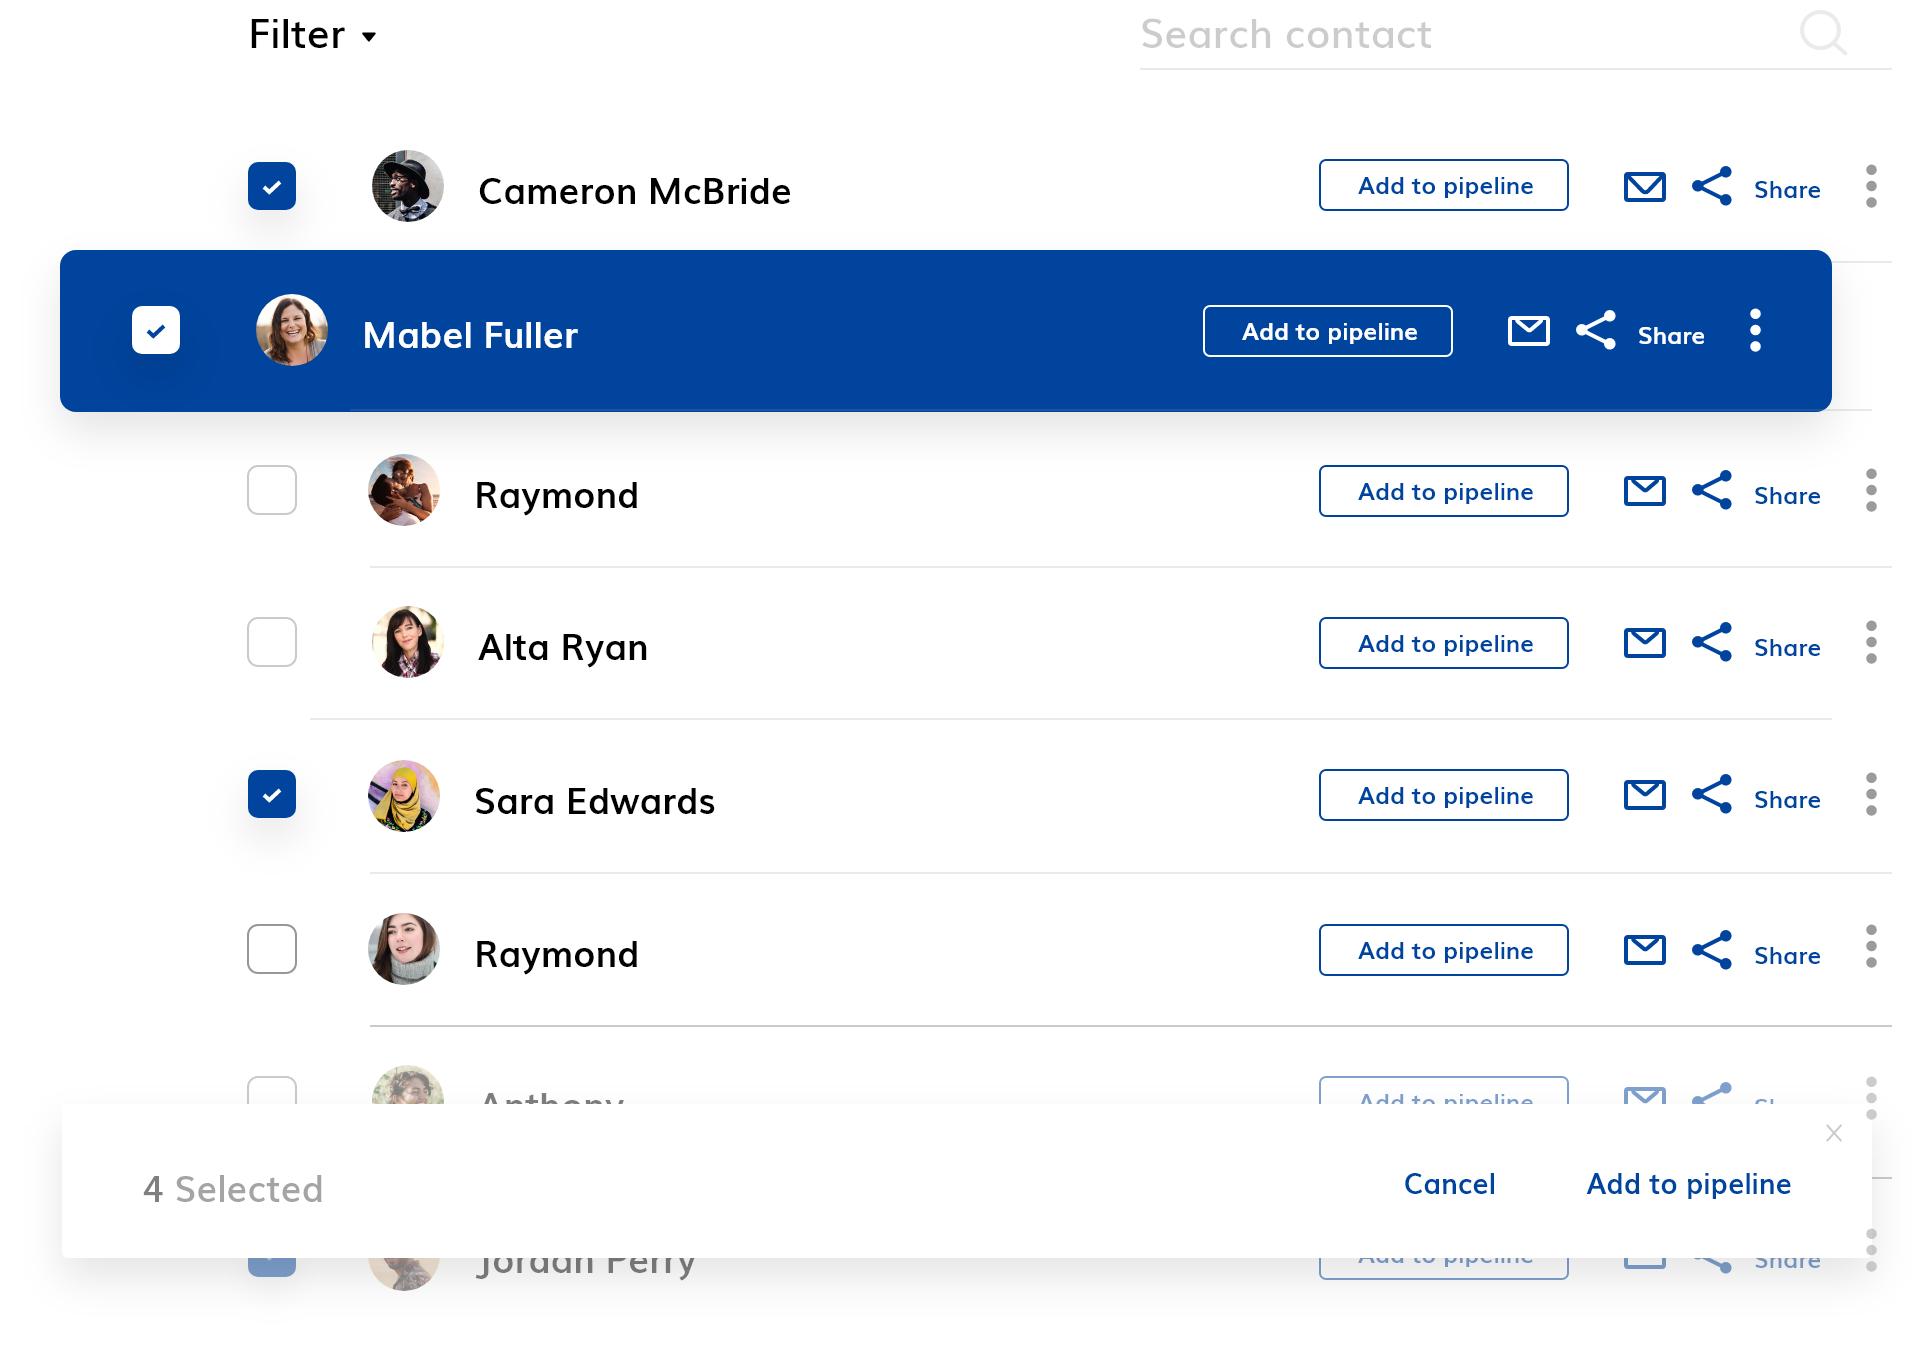 Filter
Search contact
Cameron McBride Add to pipeline Share
Mabel Fuller Add to pipeline Share
Raymond Add to pipeline Share
Alta Ryan Add to pipeline Share
Sara Edwards Add to pipeline Share
Raymond Add to pipeline Share
Anthony Add to pipeline
4 Selected Cancel Add to pipeline
Jordan Perry Add to pipeline Share